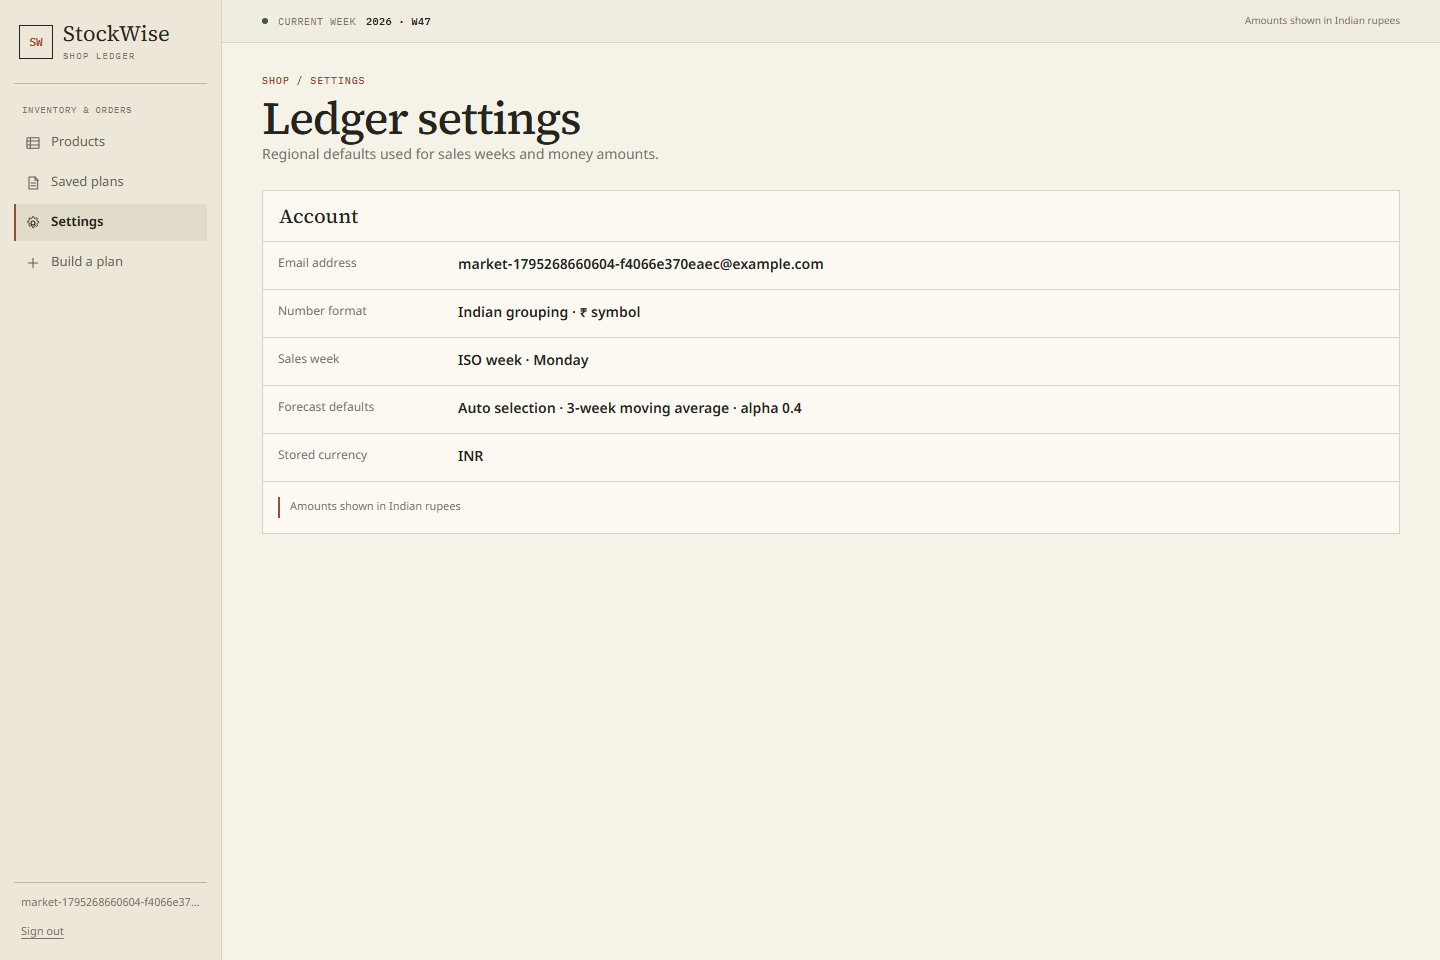 SW
StockWise
SHOP LEDGER
INVENTORY & ORDERS
Products
Saved plans
Settings
Build a plan
market-1795268660604-f4066e37...
Sign out
CURRENT WEEK 2026 · W47
Amounts shown in Indian rupees
SHOP / SETTINGS
Ledger settings
Regional defaults used for sales weeks and money amounts.
Account
Email address market-1795268660604-f4066e370eaec@example.com
Number format Indian grouping · ₹ symbol
Sales week ISO week · Monday
Forecast defaults Auto selection · 3-week moving average · alpha 0.4
Stored currency INR
Amounts shown in Indian rupees